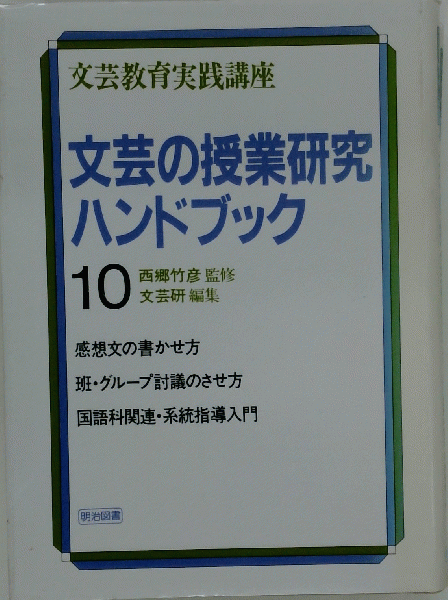 文芸教育実践講座
文芸の授業研究
ハンドブック
10
西郷竹彦 監修
文芸研 編集
感想文の書かせ方
班・グループ討議のさせ方
国語科関連・系統指導入門
明治図書